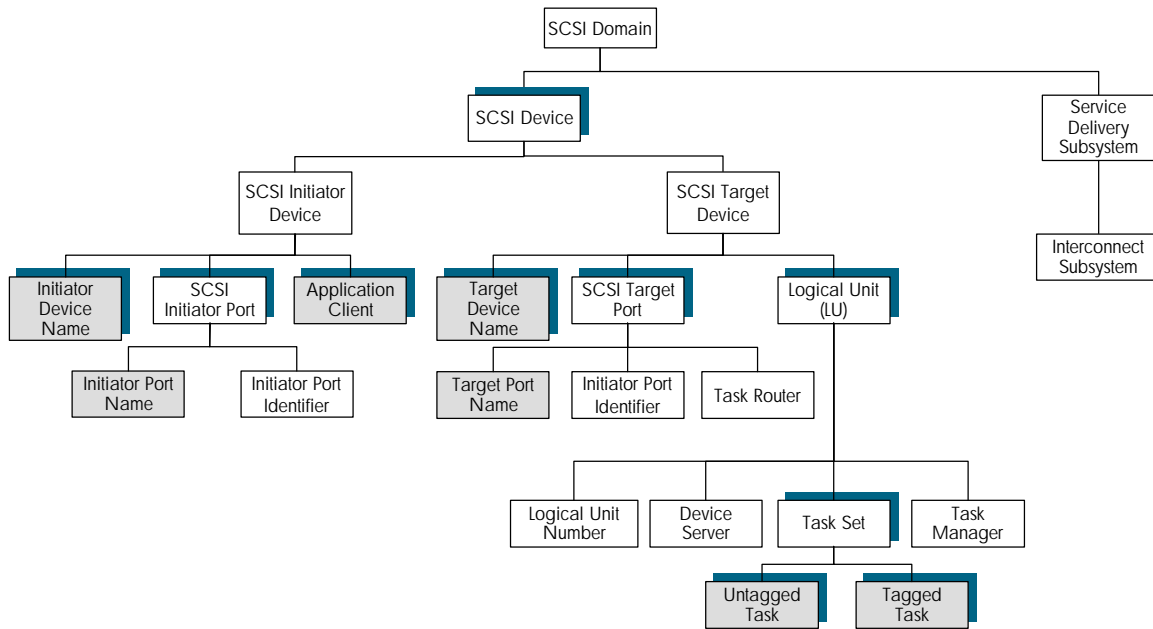 SCSI Domain
SCSI Device
Service
Delivery
Subsystem
SCSI Initiator
Device
SCSI Target
Device
Interconnect
Subsystem
Initiator
Device
Name
SCSI
Initiator Port
Application
Client
Target
Device
Name
SCSI Target
Port
Logical Unit
(LU)
Initiator Port
Name
Initiator Port
Identifier
Target Port
Name
Initiator Port
Identifier
Task Router
Logical Unit
Number
Device
Server
Task Set
Task
Manager
Untagged
Task
Tagged
Task